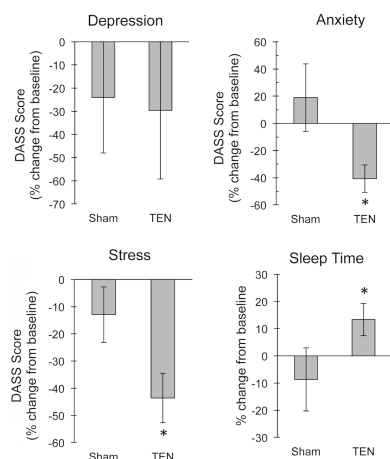 Depression
DASS Score
(% change from baseline)
0
-10
-20
-30
-40
-50
-60
-70
Sham TEN
Anxiety
DASS Score
(% change from baseline)
60
40
20
0
-20
-40
-60
*
Sham TEN
Stress
DASS Score
(% change from baseline)
0
-10
-20
-30
-40
-50
-60
*
Sham TEN
Sleep Time
% change from baseline
30
20
10
0
-10
-20
-30
*
Sham TEN